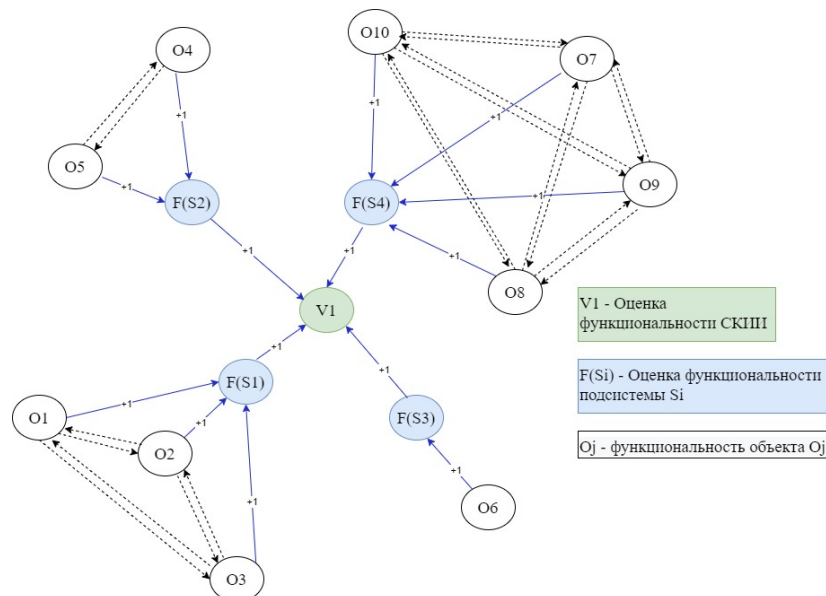 O4
O10
O7
+1
+1
+1
O5
+1
O9
+1
F(S2)
F(S4)
+1
+1
+1
O8
V1
V1 - Оценка
функциональности СКИИ
+1
+1
F(S1)
F(Si) - Оценка функциональности
подсистемы Si
+1
O1
F(S3)
+1
O2
Oj - функциональность объекта Oj
+1
+1
O6
O3